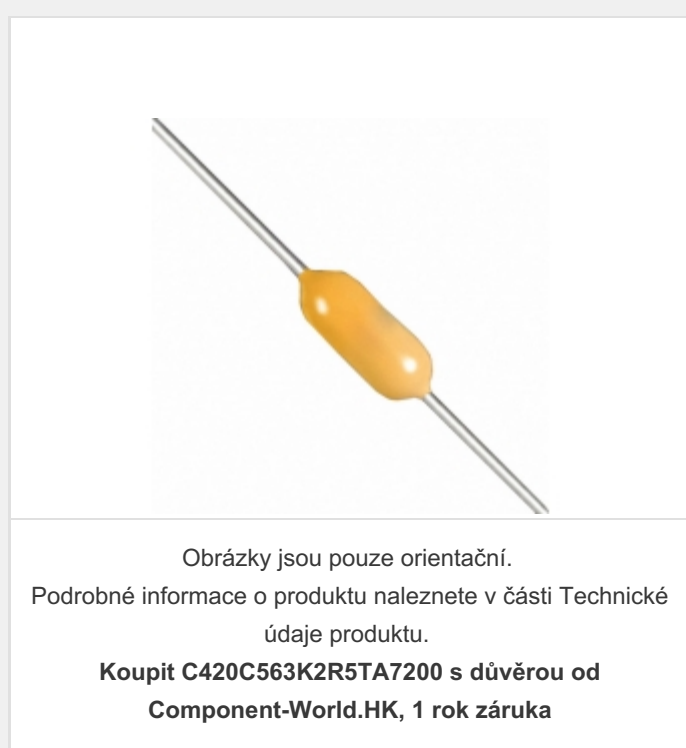 Obrázky jsou pouze orientační.
Podrobné informace o produktu naleznete v části Technické
údaje produktu.
Koupit C420C563K2R5TA7200 s důvěrou od
Component-World.HK, 1 rok záruka